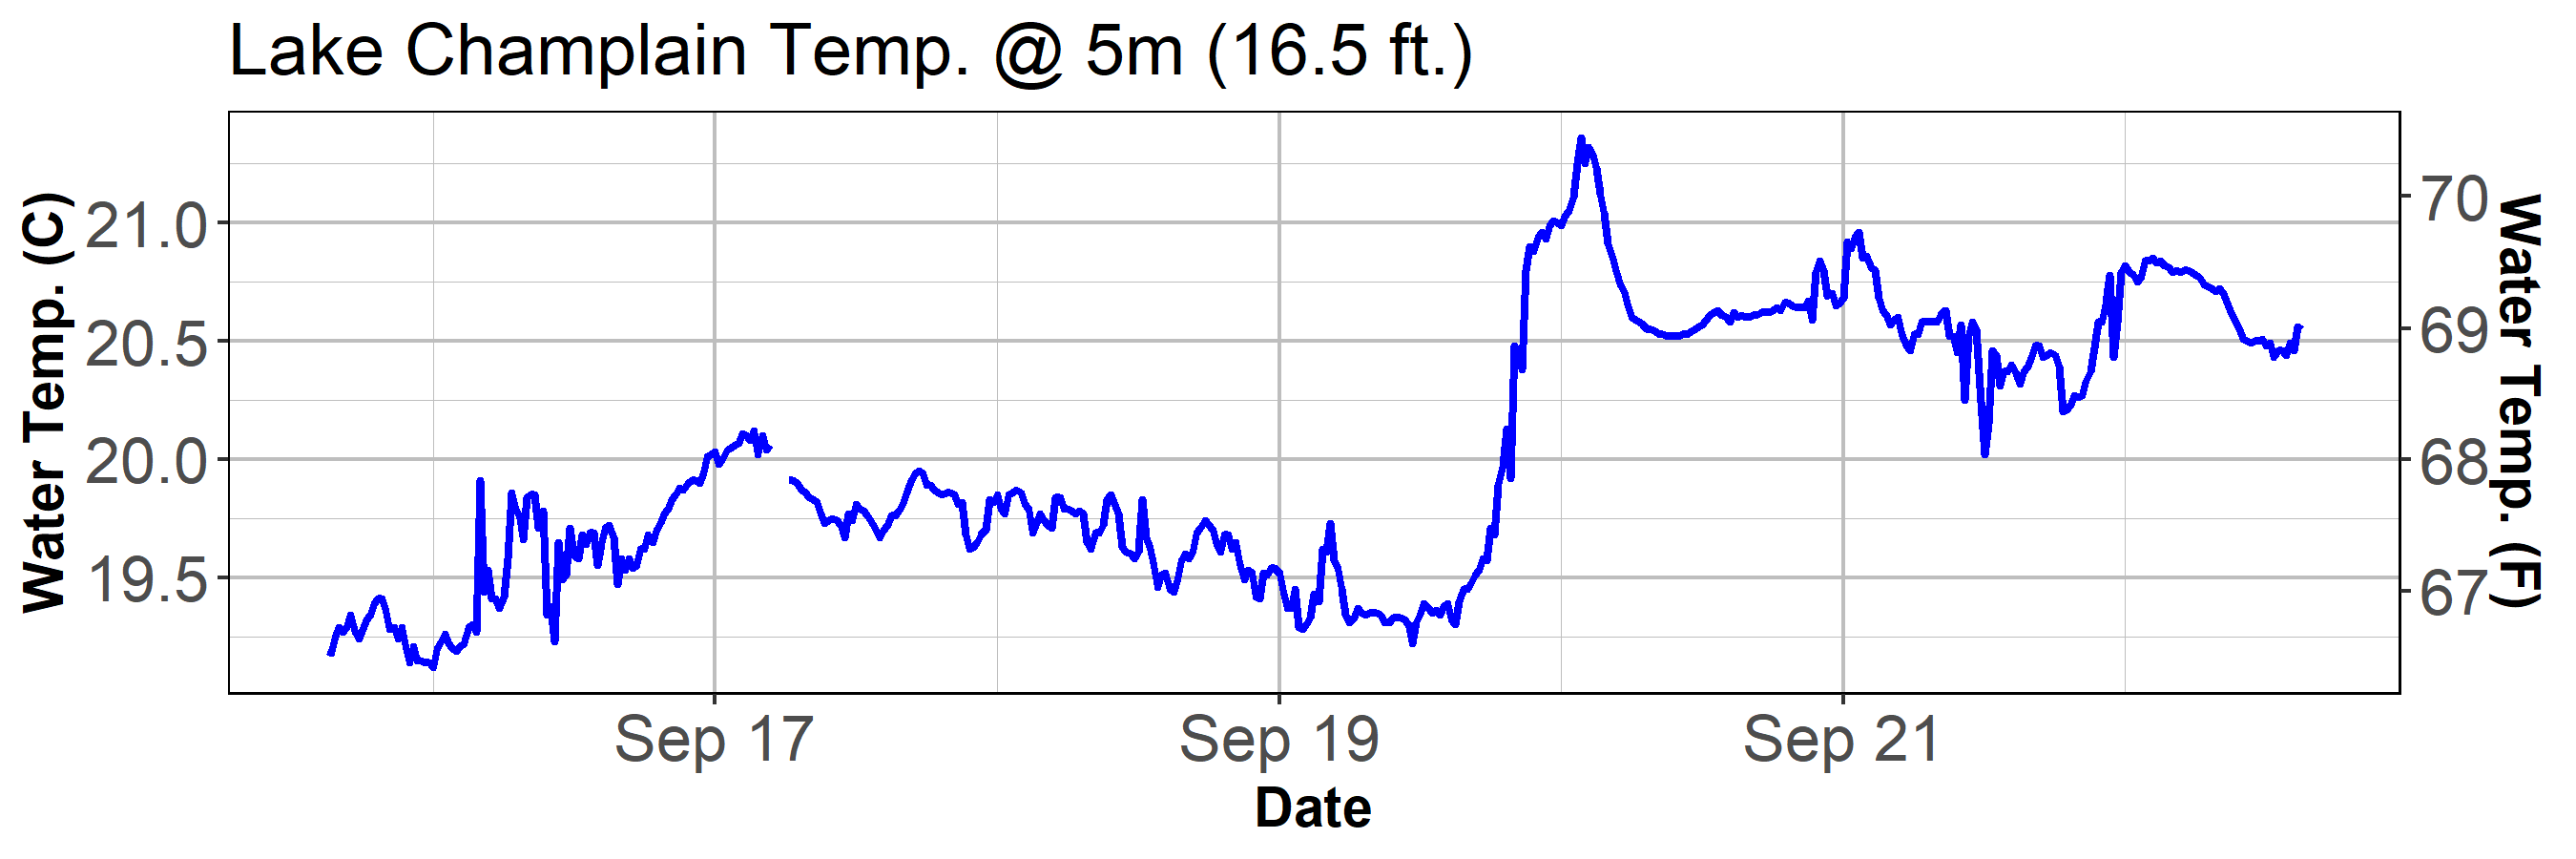 Lake Champlain Temp. @ 5m (16.5 ft.)
Water Temp. (C)
21.0
20.5
20.0
19.5
70
69
68
67
Water Temp. (F)
Sep 17
Sep 19
Sep 21
Date